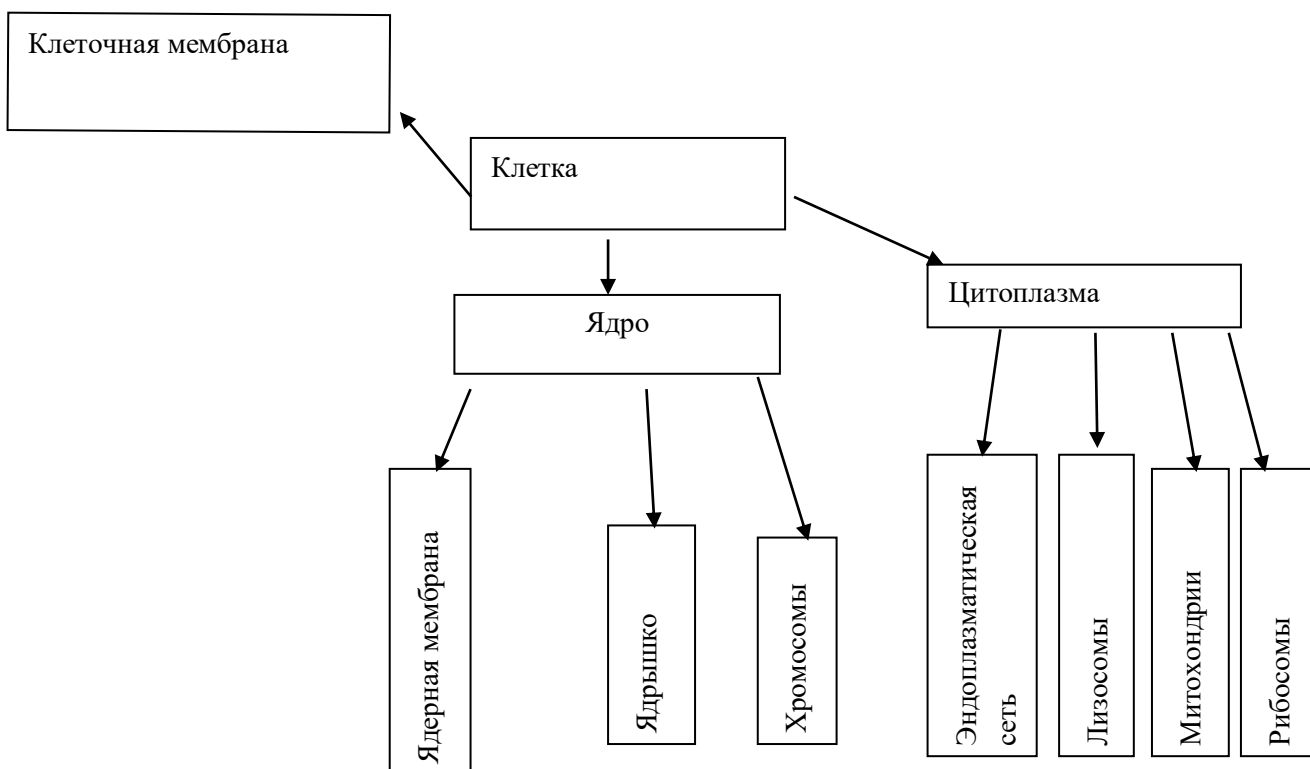 Клеточная мембрана
Клетка
Цитоплазма
Ядро
Ядерная мембрана
Ядрышко
Хромосомы
Эндоплазматическая
сеть
Лизосомы
Митохондрии
Рибосомы